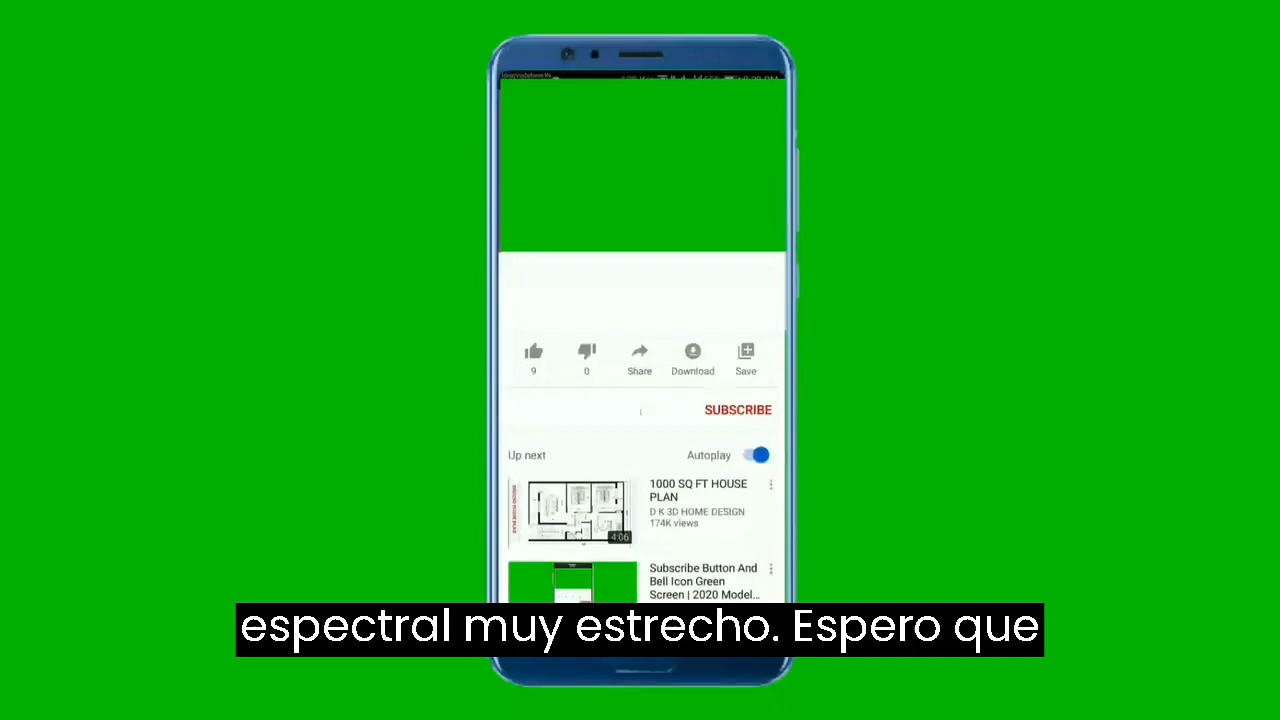 9
0
Share
Download
Save
SUBSCRIBE
Up next
Autoplay
1000 SQ FT HOUSE
PLAN
D K 3D HOME DESIGN
174K views
4:06
Subscribe Button And
Bell Icon Green
Screen | 2020 Model...
espectral muy estrecho. Espero que